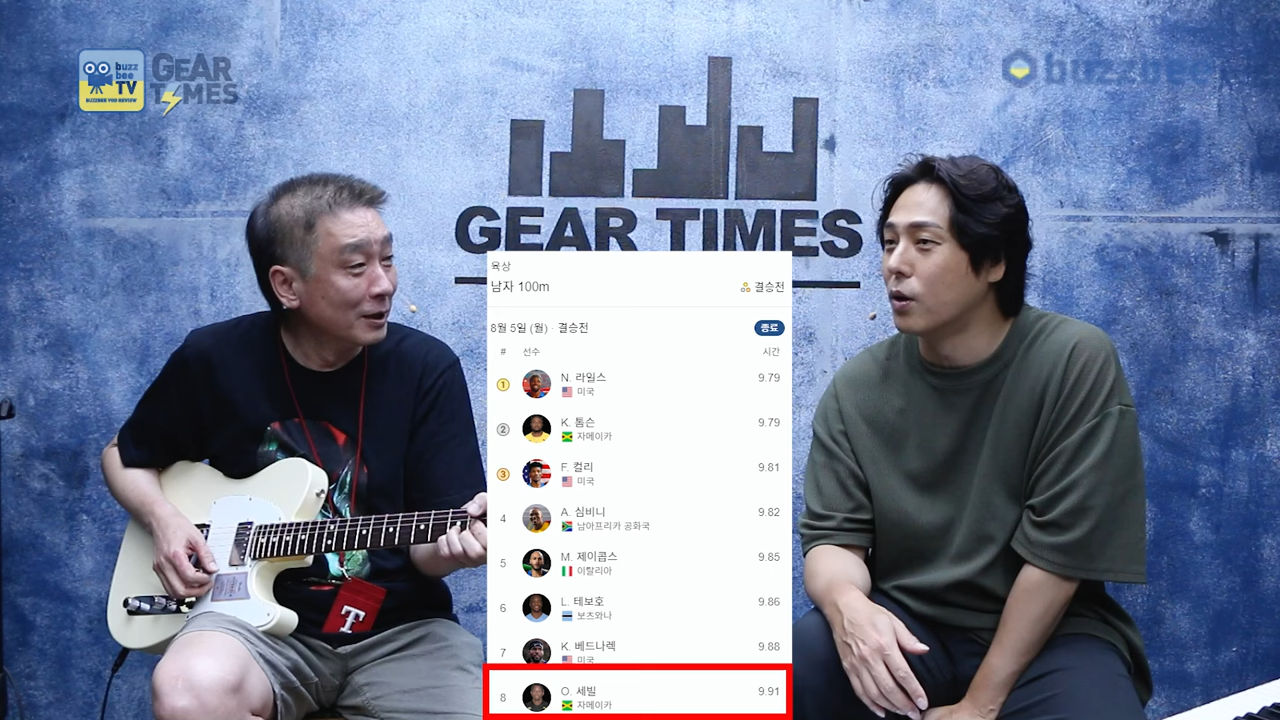 buzz
bee
TV
BUZZBEE YOU REVIEW
GEAR
TIMES
buzzbee
GEAR TIMES
육상
남자 100m
결승전
8월 5일 (월) · 결승전
종료
#
선수
시간
1
N. 라일스
9.79
미국
2
K. 톰슨
9.79
자메이카
3
F. 컬리
9.81
미국
4
A. 심비니
9.82
남아프리카 공화국
5
M. 제이콥스
9.85
이탈리아
6
L. 테보호
9.86
보츠와나
7
K. 베드나렉
9.88
미국
8
O. 세빌
9.91
자메이카
T